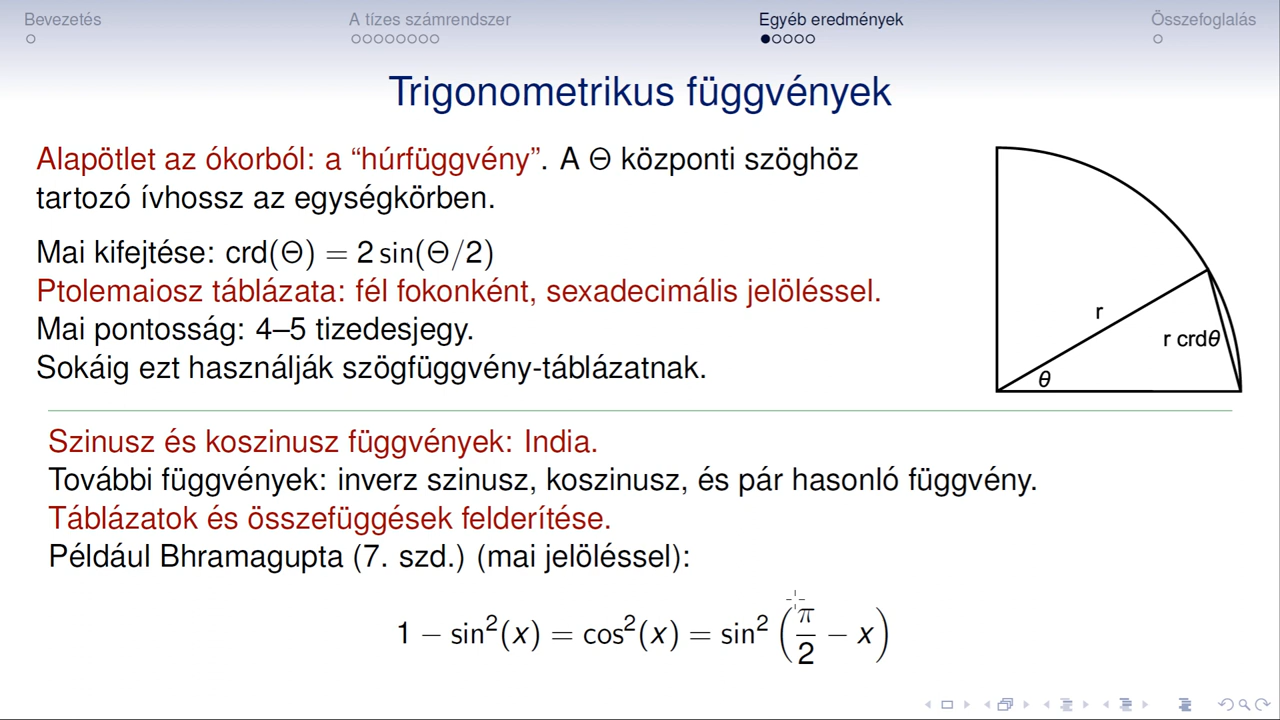 Bevezetés
A tízes számrendszer
Egyéb eredmények
Összefoglalás
Trigonometrikus függvények
Alapötlet az ókorból: a “húrfüggvény”. A Θ központi szöghöz
tartozó ívhossz az egységkörben.
Mai kifejtése: crd(Θ) = 2 sin(Θ/2)
Ptolemaiosz táblázata: fél fokonként, sexadecimális jelöléssel.
Mai pontosság: 4–5 tizedesjegy.
Sokáig ezt használják szögfüggvény-táblázatnak.
r
r crdθ
θ
Szinusz és koszinusz függvények: India.
További függvények: inverz szinusz, koszinusz, és pár hasonló függvény.
Táblázatok és összefüggések felderítése.
Például Bhramagupta (7. szd.) (mai jelöléssel):
1 − sin²(x) = cos²(x) = sin² (π/2 − x)